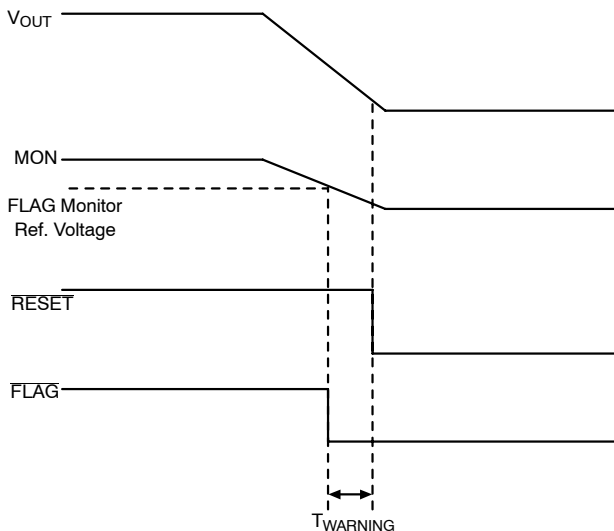 VOUT
MON
FLAG Monitor
Ref. Voltage
RESET
FLAG
TWARNING